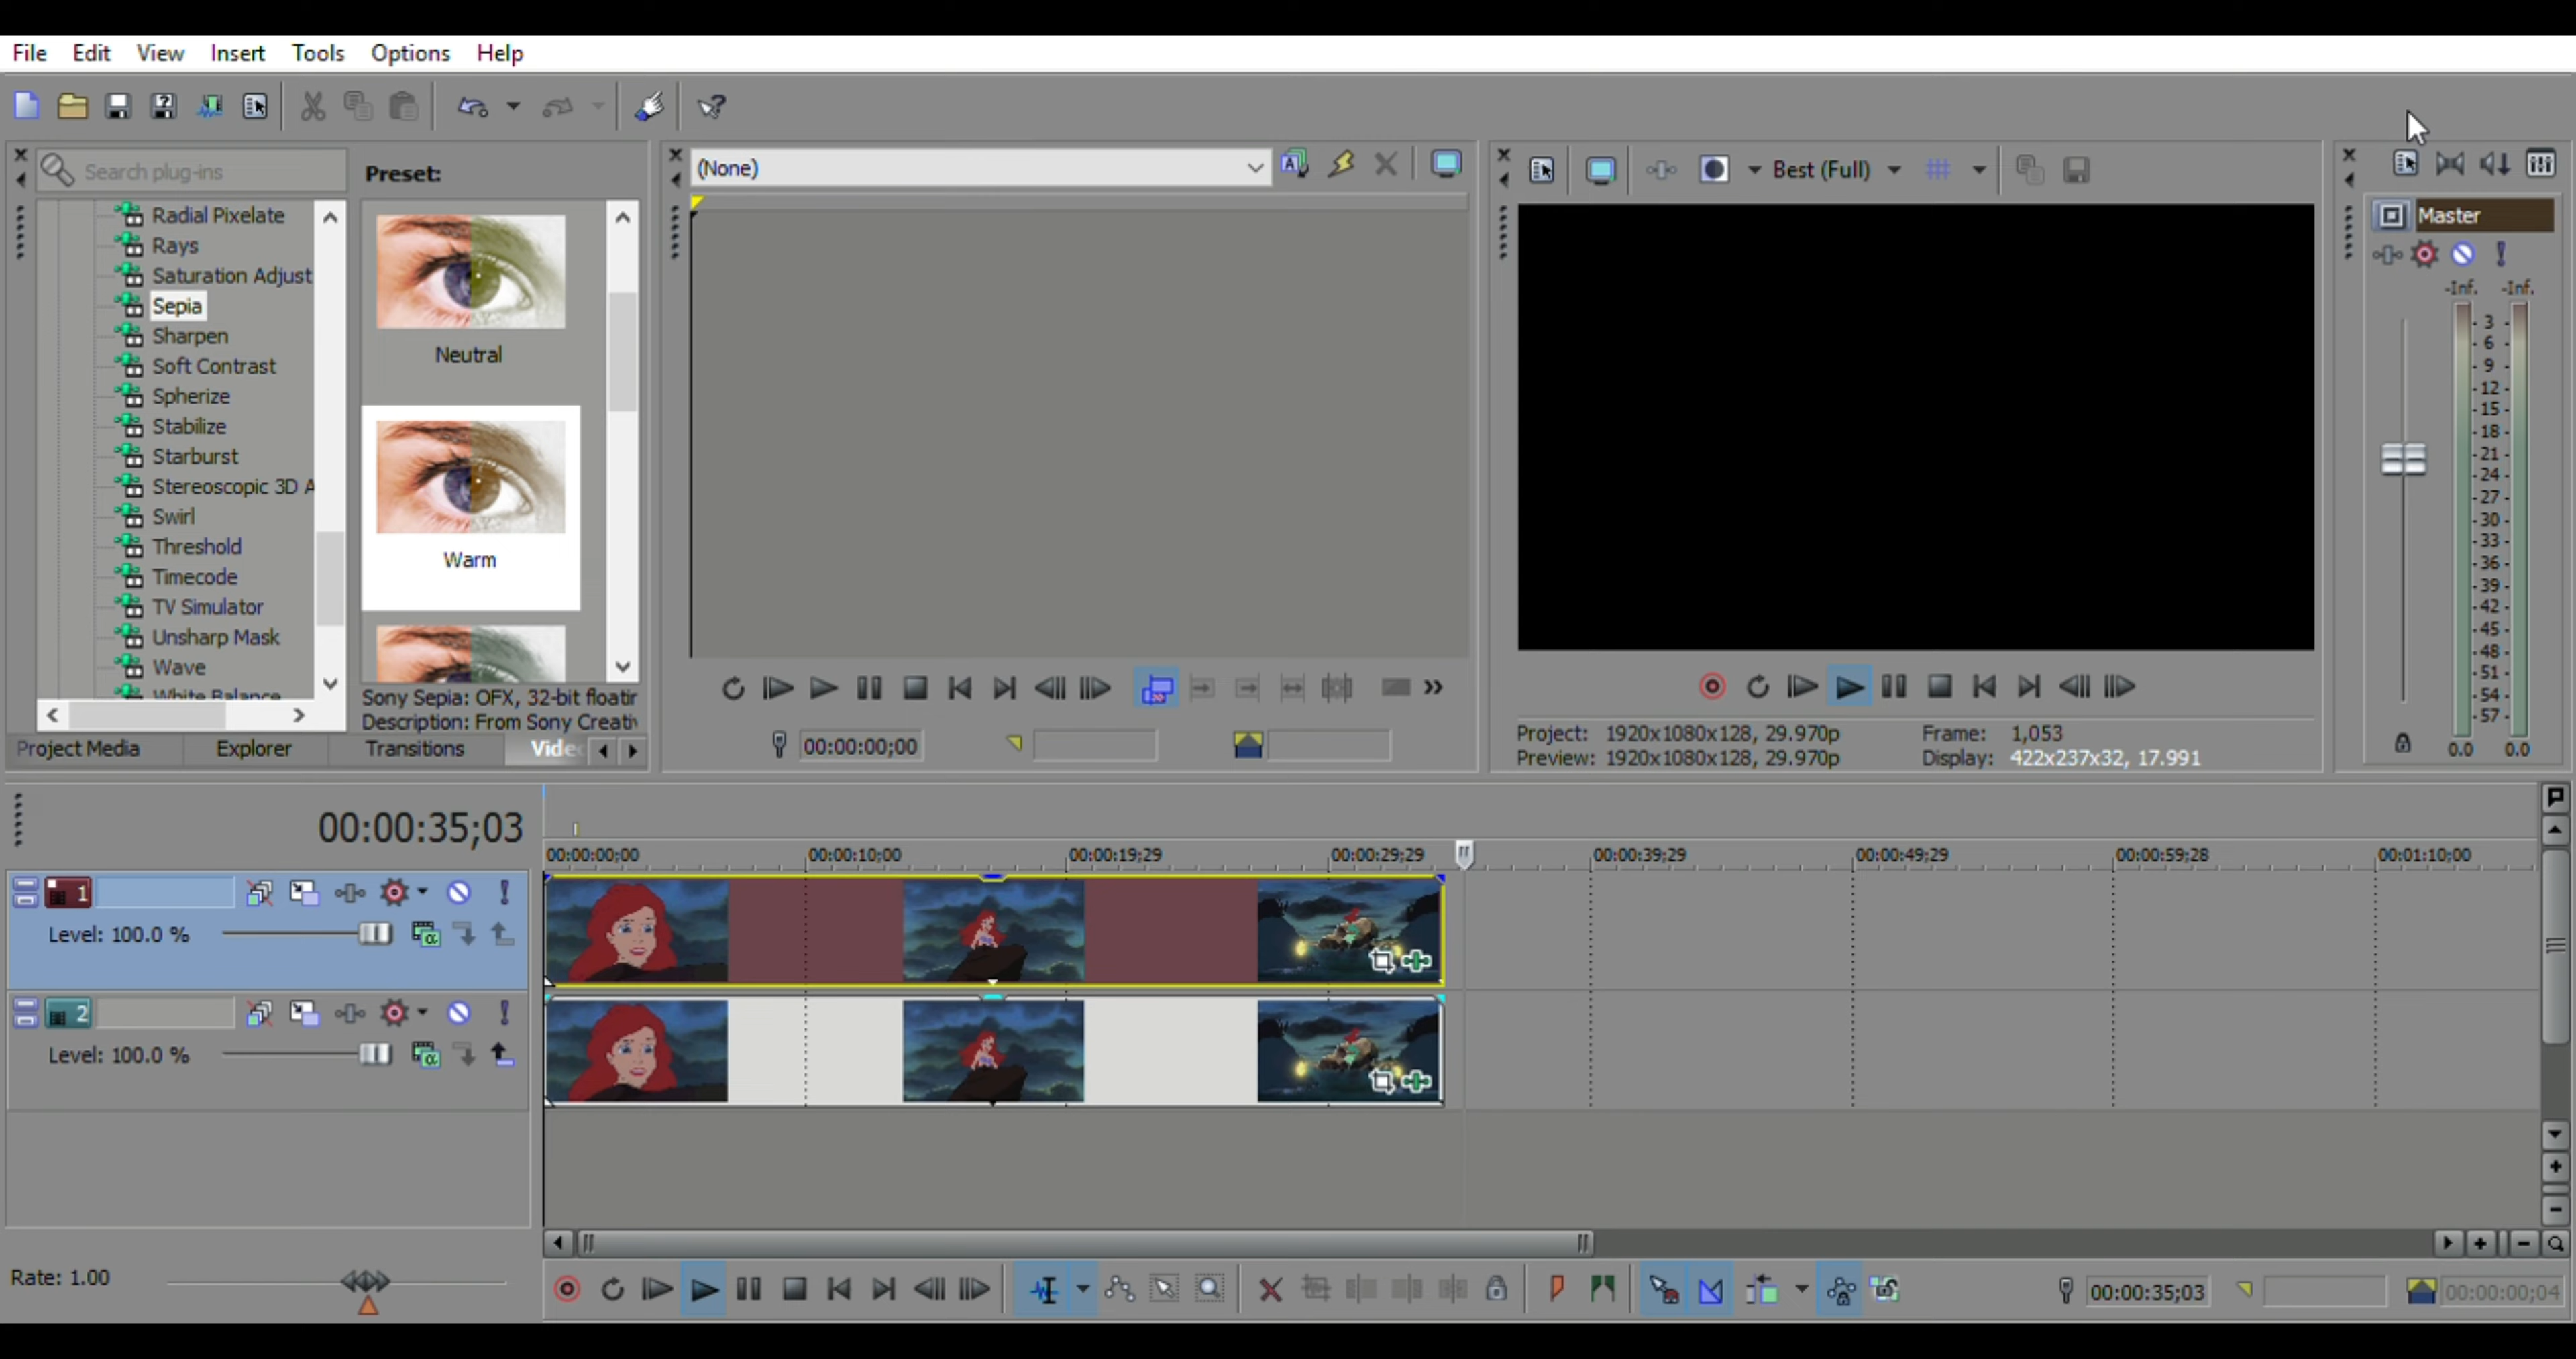 File Edit View Insert Tools Options Help
Search plug-ins
Preset:
Radial Pixelate
Rays
Saturation Adjust
Sepia
Sharpen
Soft Contrast
Spherize
Stabilize
Starburst
Stereoscopic 3D A
Swirl
Threshold
Timecode
TV Simulator
Unsharp Mask
Wave
White Balance
Neutral
Warm
Sony Sepia: OFX, 32-bit floatin
Description: From Sony Creativ
Project Media Explorer Transitions Vide
(None)
00:00:00;00
Best (Full)
Project: 1920x1080x128, 29.970p Frame: 1,053
Preview: 1920x1080x128, 29.970p Display: 422x237x32, 17.991
Master
-Inf. -Inf.
- 3 -
- 6 -
- 9 -
-12-
-15-
-18-
-21-
-24-
-27-
-30-
-33-
-36-
-39-
-42-
-45-
-48-
-51-
-54-
-57-
0.0 0.0
00:00:35;03
00:00:00;00 00:00:10;00 00:00:19;29 00:00:29;29 00:00:39;29 00:00:49;29 00:00:59;28 00:01:10;00
1
Level: 100.0 %
2
Level: 100.0 %
Rate: 1.00
00:00:35;03 00:00:00;04